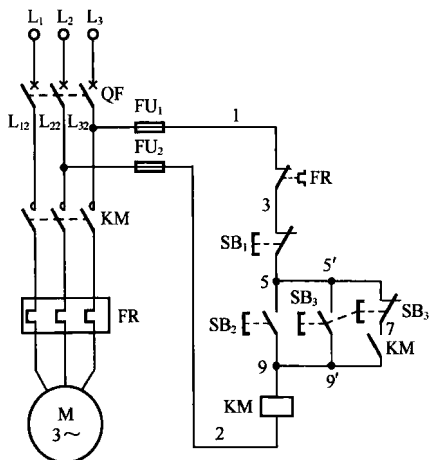 L₁ L₂ L₃
QF
L₁₂ L₂₂ L₃₂
FU₁
1
FU₂
FR
3
KM
SB₁
5
5′
SB₂
SB₃
SB₃
7
KM
FR
9
9′
KM
M
3～
2